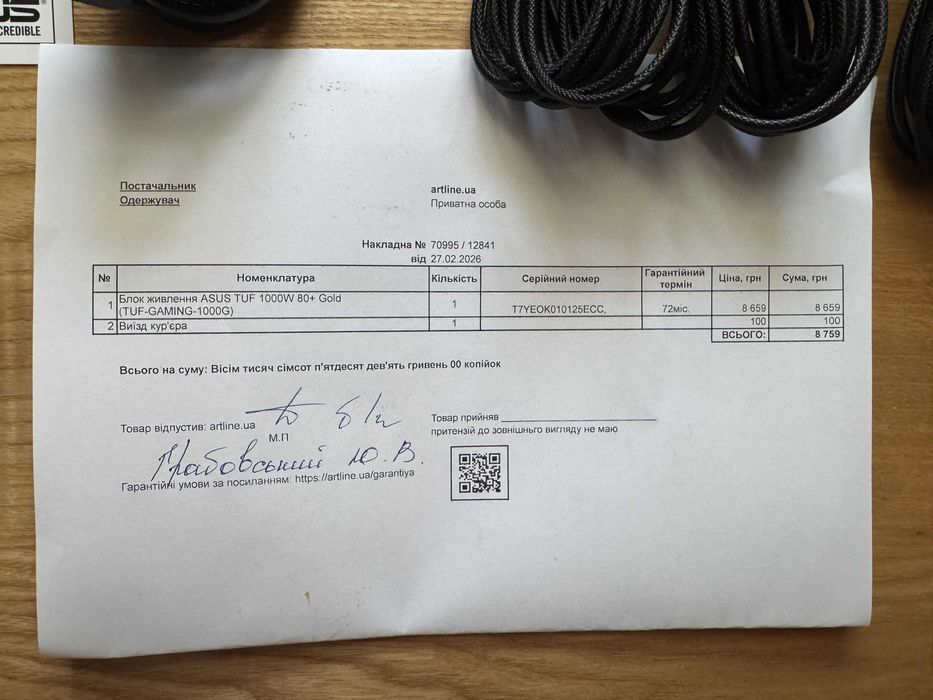 US
CREDIBLE
Постачальник artline.ua
Одержувач Приватна особа
Накладна № 70995 / 12841
від 27.02.2026
№ Номенклатура Кількість Серійний номер Гарантійний термін Ціна, грн Сума, грн
1 Блок живлення ASUS TUF 1000W 80+ Gold (TUF-GAMING-1000G) 1 T7YEOK010125ECC, 72міс. 8 659 8 659
2 Виїзд кур'єра 1 100 100
ВСЬОГО: 8 759
Всього на суму: Вісім тисяч сімсот п'ятдесят дев'ять гривень 00 копійок
Товар відпустив: artline.ua б/н
М.П
Товар прийняв
притензій до зовнішнього вигляду не маю
Грабовський Ю.В.
Гарантійні умови за посиланням: https://artline.ua/garantiya